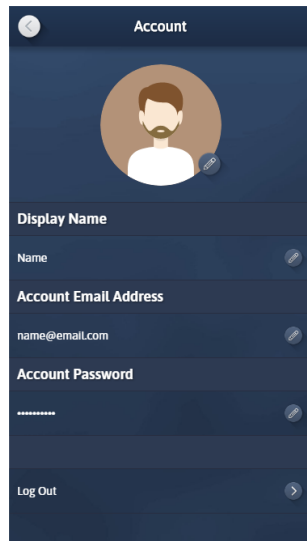 Account
Display Name
Name
Account Email Address
name@email.com
Account Password
••••••••••
Log Out